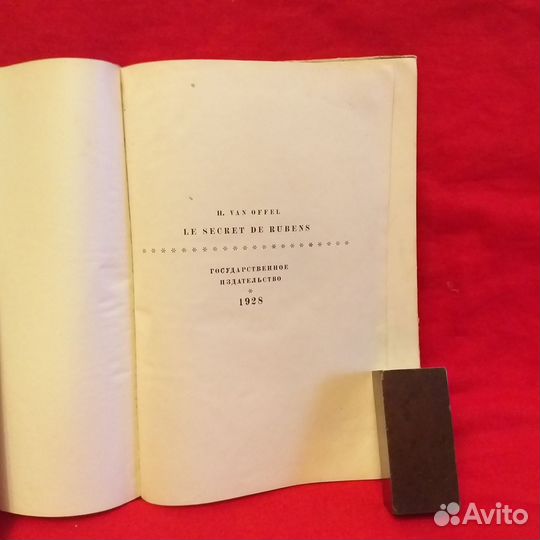 H. VAN OFFEL
LE SECRET DE RUBENS
ГОСУДАРСТВЕННОЕ
ИЗДАТЕЛЬСТВО
*
1928
Avito